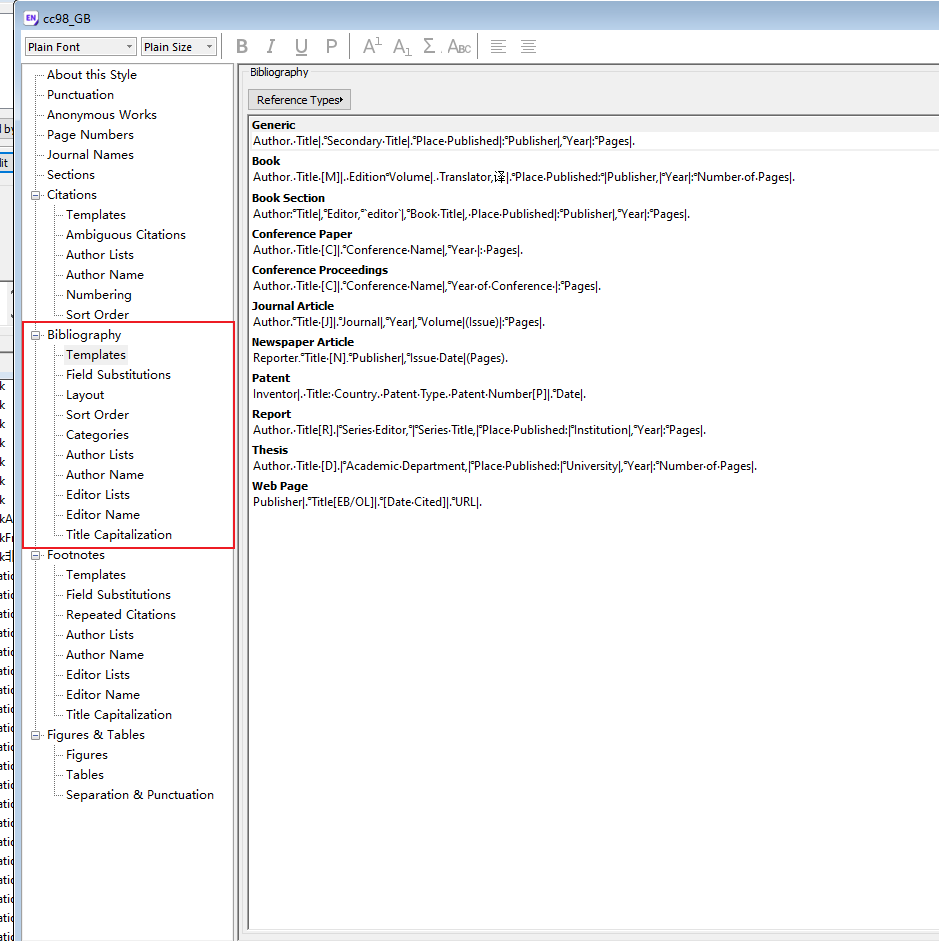 cc98_GB
Plain Font
Plain Size
B I U P A1 A1 Σ ABC
About this Style
Punctuation
Anonymous Works
Page Numbers
Journal Names
Sections
Citations
Templates
Ambiguous Citations
Author Lists
Author Name
Numbering
Sort Order
Bibliography
Templates
Field Substitutions
Layout
Sort Order
Categories
Author Lists
Author Name
Editor Lists
Editor Name
Title Capitalization
Footnotes
Templates
Field Substitutions
Repeated Citations
Author Lists
Author Name
Editor Lists
Editor Name
Title Capitalization
Figures & Tables
Figures
Tables
Separation & Punctuation
Bibliography
Reference Types
Generic
Author.·Title|.°Secondary·Title|.°Place·Published|:°Publisher|,°Year|:°Pages|.
Book
Author.·Title·[M]|.·Edition°Volume|.·Translator,译|.°Place·Published:°|Publisher,|°Year|:°Number·of·Pages|.
Book Section
Author:°Title|,°Editor,°`editor`|,°Book·Title|,·Place·Published|:°Publisher|,°Year|:°Pages|.
Conference Paper
Author.·Title·[C]|.°Conference·Name|,°Year·|:·Pages|.
Conference Proceedings
Author.·Title·[C]|.°Conference·Name|,°Year·of·Conference·|:°Pages|.
Journal Article
Author.°Title·[J]|.°Journal|,°Year|,°Volume|(Issue)|:°Pages|.
Newspaper Article
Reporter.°Title·[N].°Publisher|,°Issue·Date|(Pages).
Patent
Inventor|.·Title:·Country.·Patent·Type.·Patent·Number[P]|.°Date|.
Report
Author.·Title[R].|°Series·Editor,°|°Series·Title,|°Place·Published:|°Institution|,°Year|:°Pages|.
Thesis
Author.·Title·[D].|°Academic·Department,|°Place·Published:|°University|,°Year|:°Number·of·Pages|.
Web Page
Publisher|.°Title[EB/OL]|.°[Date·Cited]|.°URL|.